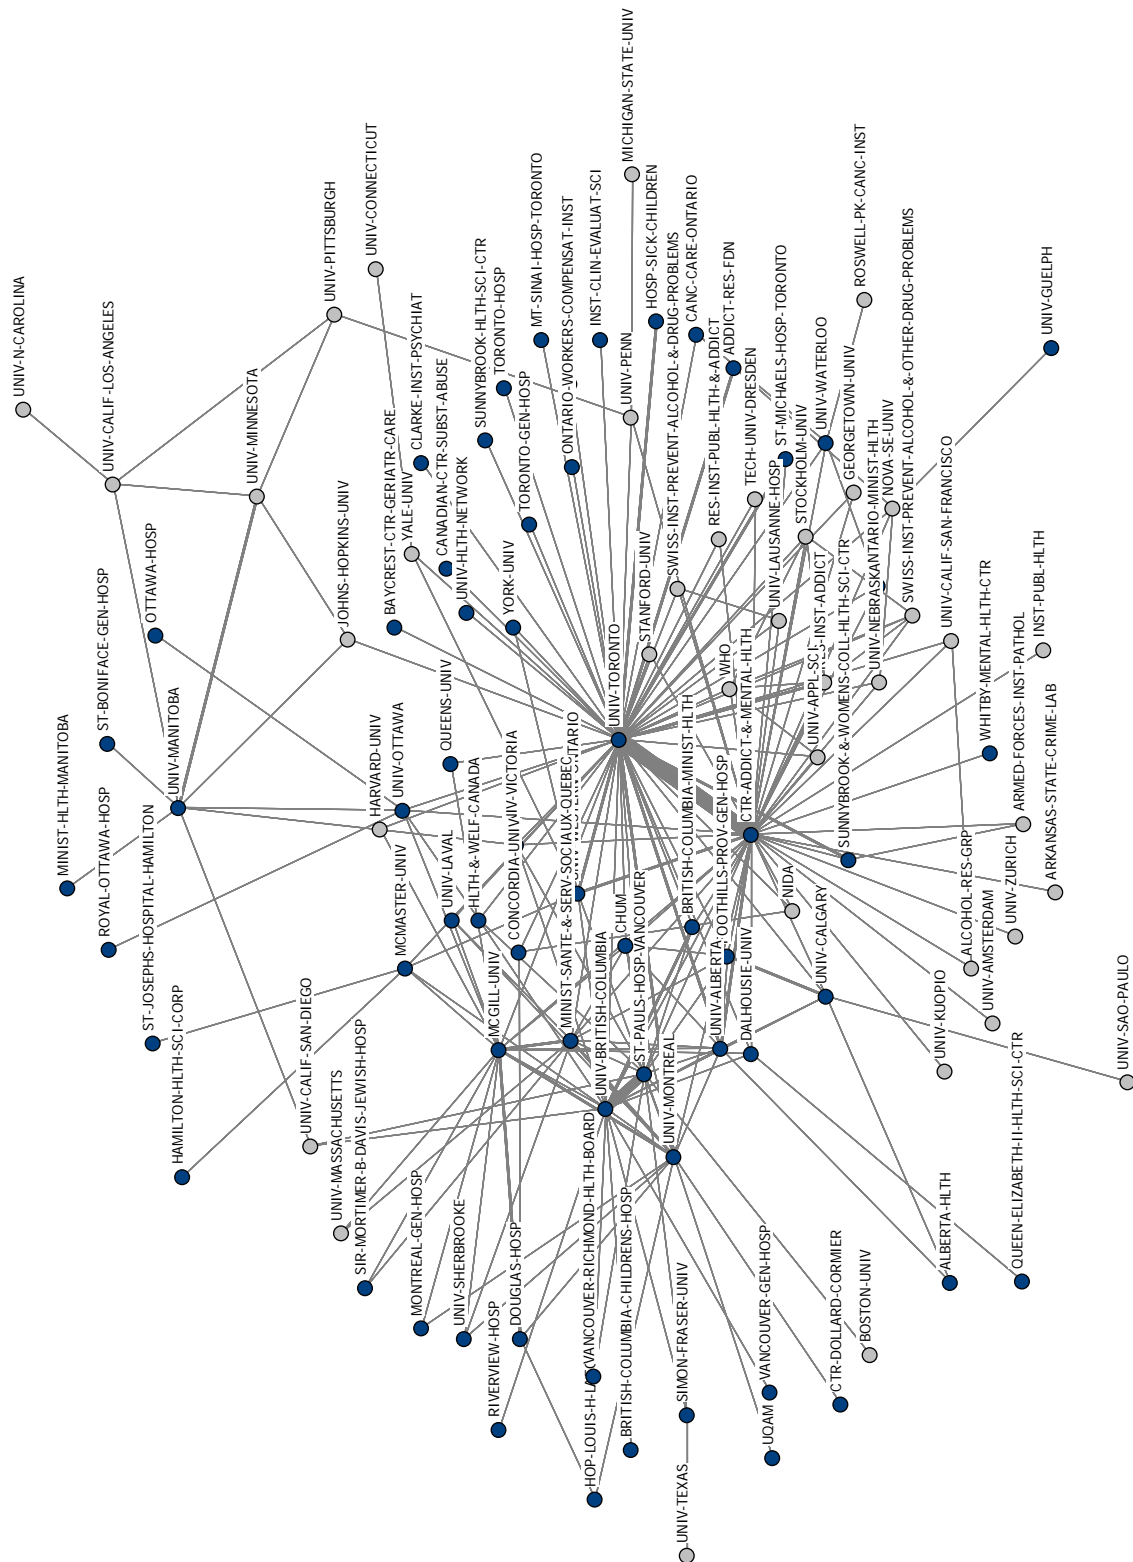 UNIV-N-CAROLINA
UNIV-CALIF-LOS-ANGELES
UNIV-PITTSBURGH
UNIV-CONNECTICUT
MICHIGAN-STATE-UNIV
UNIV-MINNESOTA
ST-BONIFACE-GEN-HOSP
OTTAWA-HOSP
JOHNS-HOPKINS-UNIV
BAYCREST-CTR-GERIATR-CARE
YALE-UNIV
CLARKE-INST-PSYCHIAT
CANADIAN-CTR-SUBST-ABUSE
UNIV-HLTH-NETWORK
SUNNYBROOK-HLTH-SCI-CTR
TORONTO-HOSP
TORONTO-GEN-HOSP
YORK-UNIV
MT-SINAI-HOSP-TORONTO
ONTARIO-WORKERS-COMPENSAT-INST
INST-CLIN-EVALUAT-SCI
UNIV-PENN
HOSP-SICK-CHILDREN
SWISS-INST-PREVENT-ALCOHOL-&-DRUG-PROBLEMS
CANC-CARE-ONTARIO
RES-INST-PUBL-HLTH-&-ADDICT
ADDICT-RES-FDN
TECH-UNIV-DRESDEN
ST-MICHAELS-HOSP-TORONTO
UNIV-LAUSANNE-HOSP
STOCKHOLM-UNIV
UNIV-WATERLOO
ROSWELL-PK-CANC-INST
GEORGETOWN-UNIV
NOVA-SE-UNIV
SWISS-INST-PREVENT-ALCOHOL-&-OTHER-DRUG-PROBLEMS
UNIV-CALIF-SAN-FRANCISCO
UNIV-GUELPH
INST-PUBL-HLTH
WHITBY-MENTAL-HLTH-CTR
ARMED-FORCES-INST-PATHOL
ARKANSAS-STATE-CRIME-LAB
UNIV-ZURICH
ALCOHOL-RES-GRP
UNIV-AMSTERDAM
UNIV-KUOPIO
UNIV-SAO-PAULO
SUNNYBROOK-&-WOMENS-COLL-HLTH-SCI-CTR
UNIV-NEBRASK
ONTARIO-MINIST-HLTH
INST-ADDICT
UNIV-APPL-SCI
WHO
CTR-ADDICT-&-MENTAL-HLTH
STANFORD-UNIV
UNIV-TORONTO
BRITISH-COLUMBIA-MINIST-HLTH
FOOTHILLS-PROV-GEN-HOSP
NIDA
UNIV-CALGARY
DALHOUSIE-UNIV
UNIV-ALBERTA
CHUM
ST-PAULS-HOSP-VANCOUVER
UNIV-BRITISH-COLUMBIA
UNIV-MONTREAL
MINIST-SANTE-&-SERV-SOCIAUX-QUEBEC
CONCORDIA-UNIV
UNIV-VICTORIA
HLTH-&-WELF-CANADA
UNIV-LAVAL
QUEENS-UNIV
MCGILL-UNIV
MCMASTER-UNIV
HARVARD-UNIV
UNIV-OTTAWA
UNIV-MANITOBA
MINIST-HLTH-MANITOBA
ROYAL-OTTAWA-HOSP
ST-JOSEPHS-HOSPITAL-HAMILTON
HAMILTON-HLTH-SCI-CORP
UNIV-CALIF-SAN-DIEGO
UNIV-MASSACHUSETTS
SIR-MORTIMER-B-DAVIS-JEWISH-HOSP
MONTREAL-GEN-HOSP
UNIV-SHERBROOKE
RIVERVIEW-HOSP
DOUGLAS-HOSP
VANCOUVER-RICHMOND-HLTH-BOARD
BRITISH-COLUMBIA-CHILDRENS-HOSP
SIMON-FRASER-UNIV
UNIV-TEXAS
UQAM
VANCOUVER-GEN-HOSP
CTR-DOLLARD-CORMIER
BOSTON-UNIV
ALBERTA-HLTH
QUEEN-ELIZABETH-II-HLTH-SCI-CTR